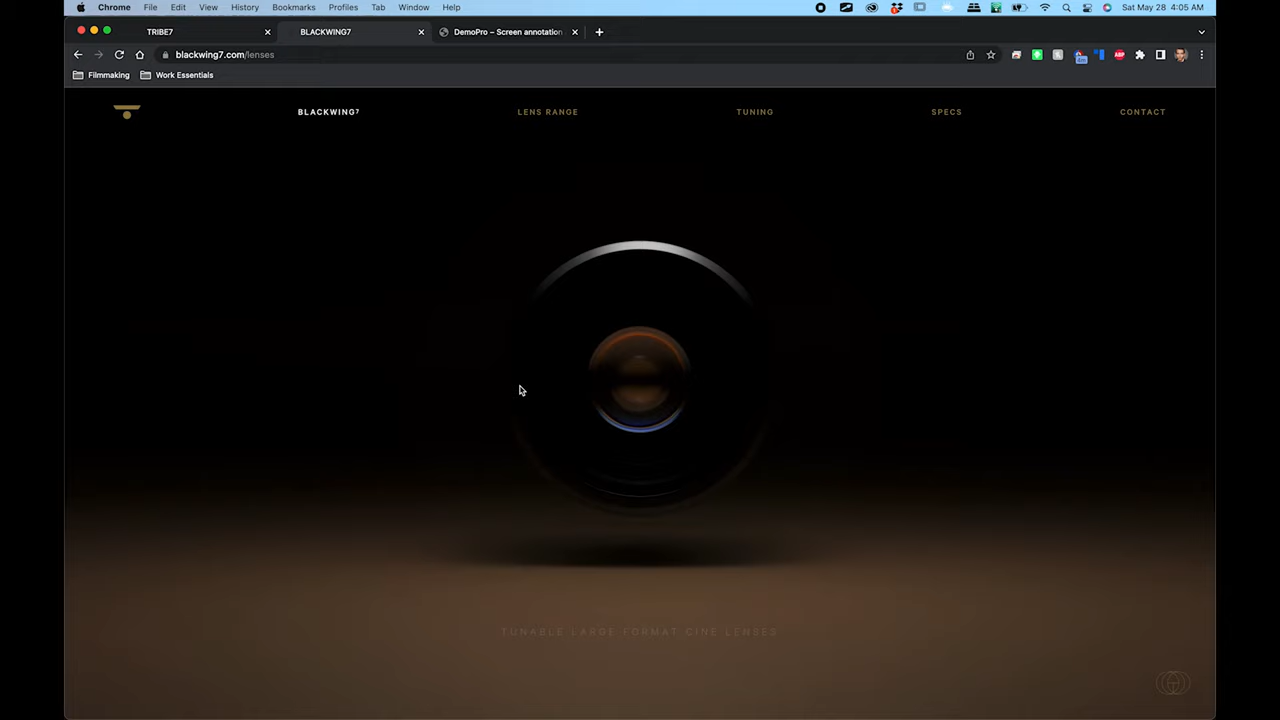 Chrome File Edit View History Bookmarks Profiles Tab Window Help Sat May 28 4:05 AM
TRIBE7 BLACKWING7 DemoPro – Screen annotation
blackwing7.com/lenses
4m ABP
Filmmaking Work Essentials
BLACKWING7 LENS RANGE TUNING SPECS CONTACT
TUNABLE LARGE FORMAT CINE LENSES